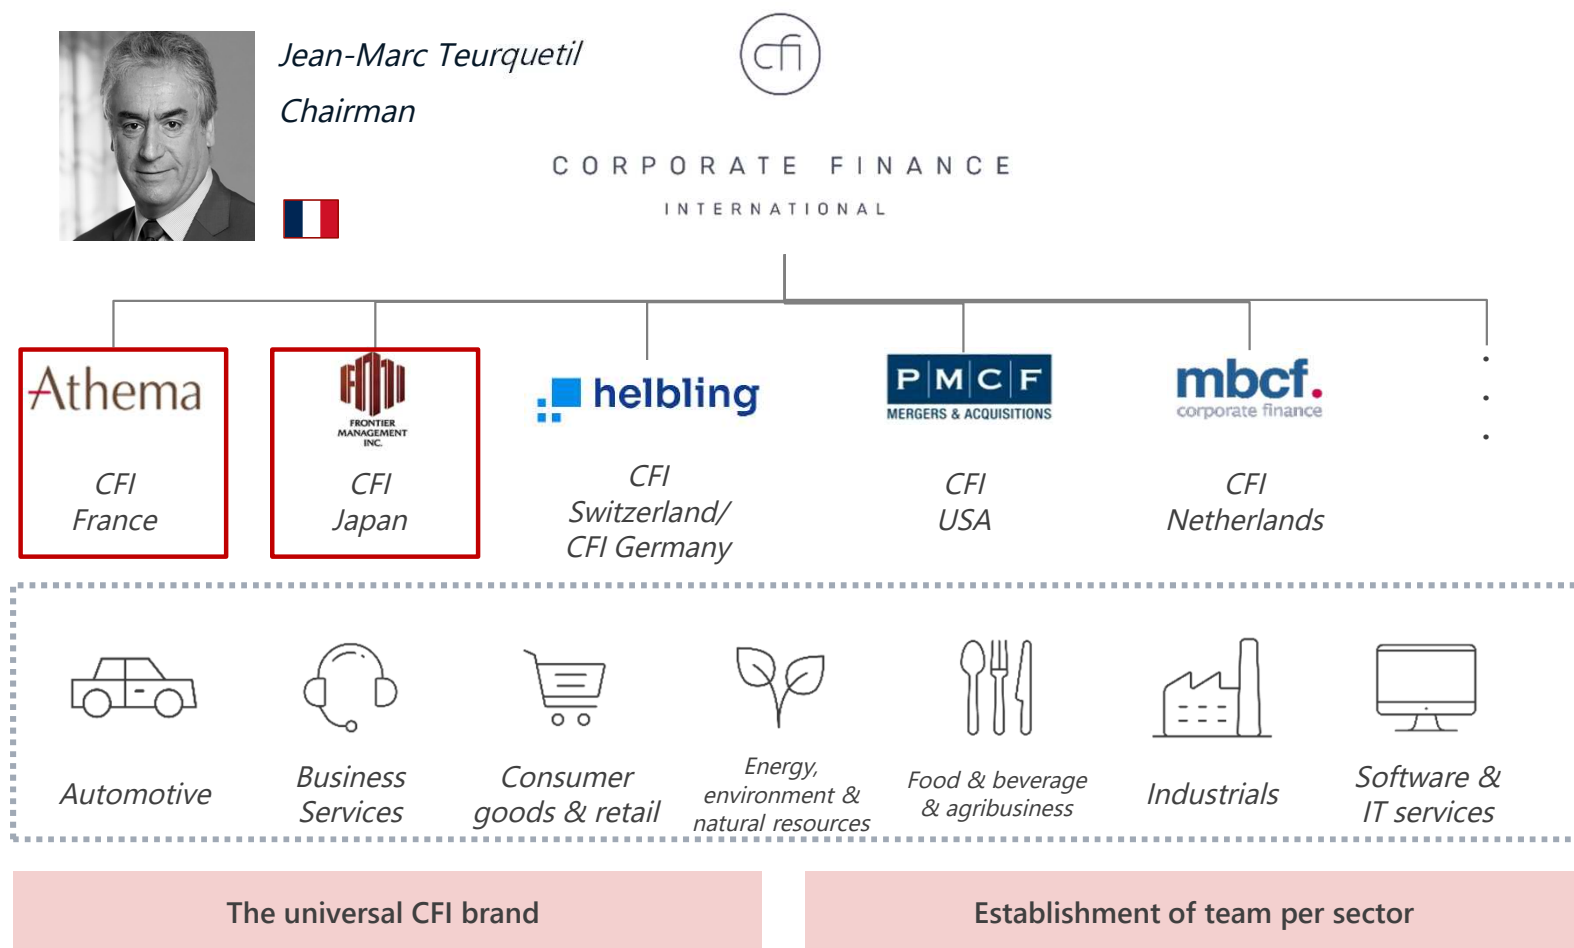 Jean-Marc Teurquetil
Chairman
cfi
CORPORATE FINANCE
INTERNATIONAL
Athema
CFI
France
FMI
FRONTIER
MANAGEMENT
INC.
CFI
Japan
helbling
CFI
Switzerland/
CFI Germany
P|M|C|F
MERGERS & ACQUISITIONS
CFI
USA
mbcf.
corporate finance
CFI
Netherlands
Automotive
Business
Services
Consumer
goods & retail
Energy,
environment &
natural resources
Food & beverage
& agribusiness
Industrials
Software &
IT services
The universal CFI brand
Establishment of team per sector